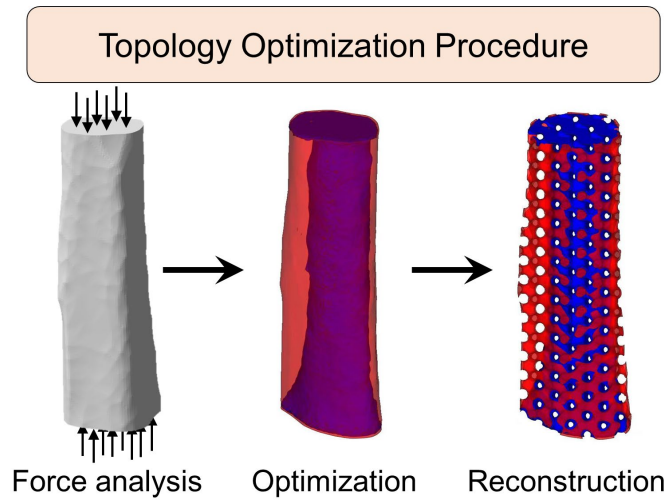 Topology Optimization Procedure
Force analysis
Optimization
Reconstruction